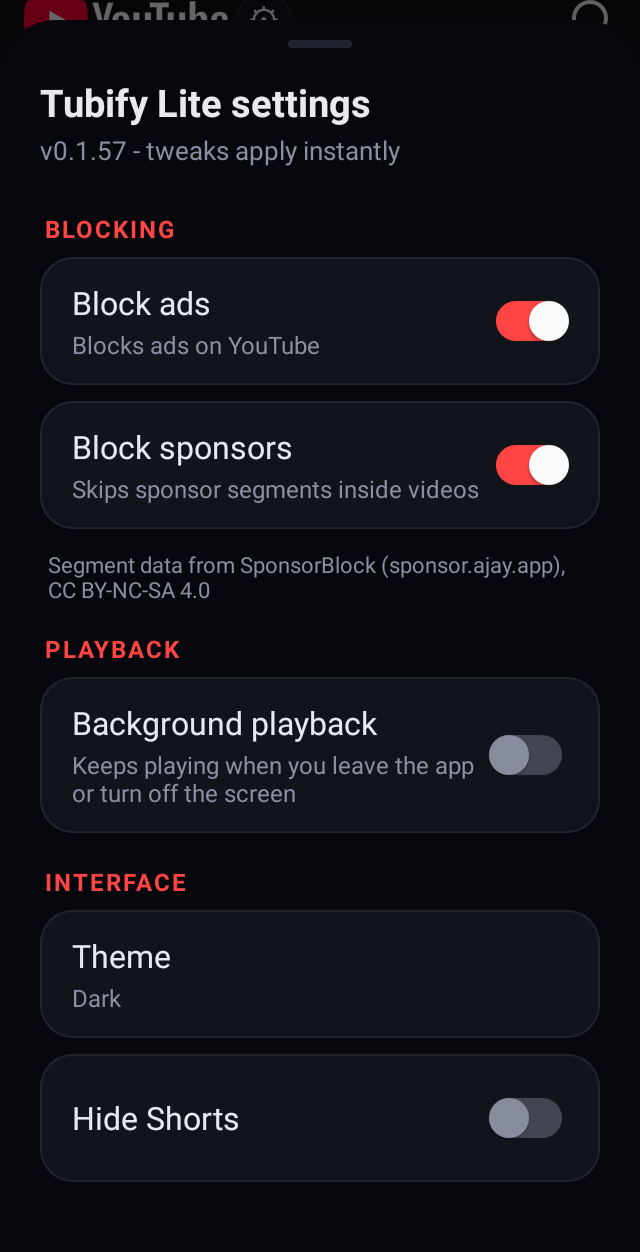 YouTube
Tubify Lite settings
v0.1.57 - tweaks apply instantly
BLOCKING
Block ads
Blocks ads on YouTube
Block sponsors
Skips sponsor segments inside videos
Segment data from SponsorBlock (sponsor.ajay.app),
CC BY-NC-SA 4.0
PLAYBACK
Background playback
Keeps playing when you leave the app
or turn off the screen
INTERFACE
Theme
Dark
Hide Shorts